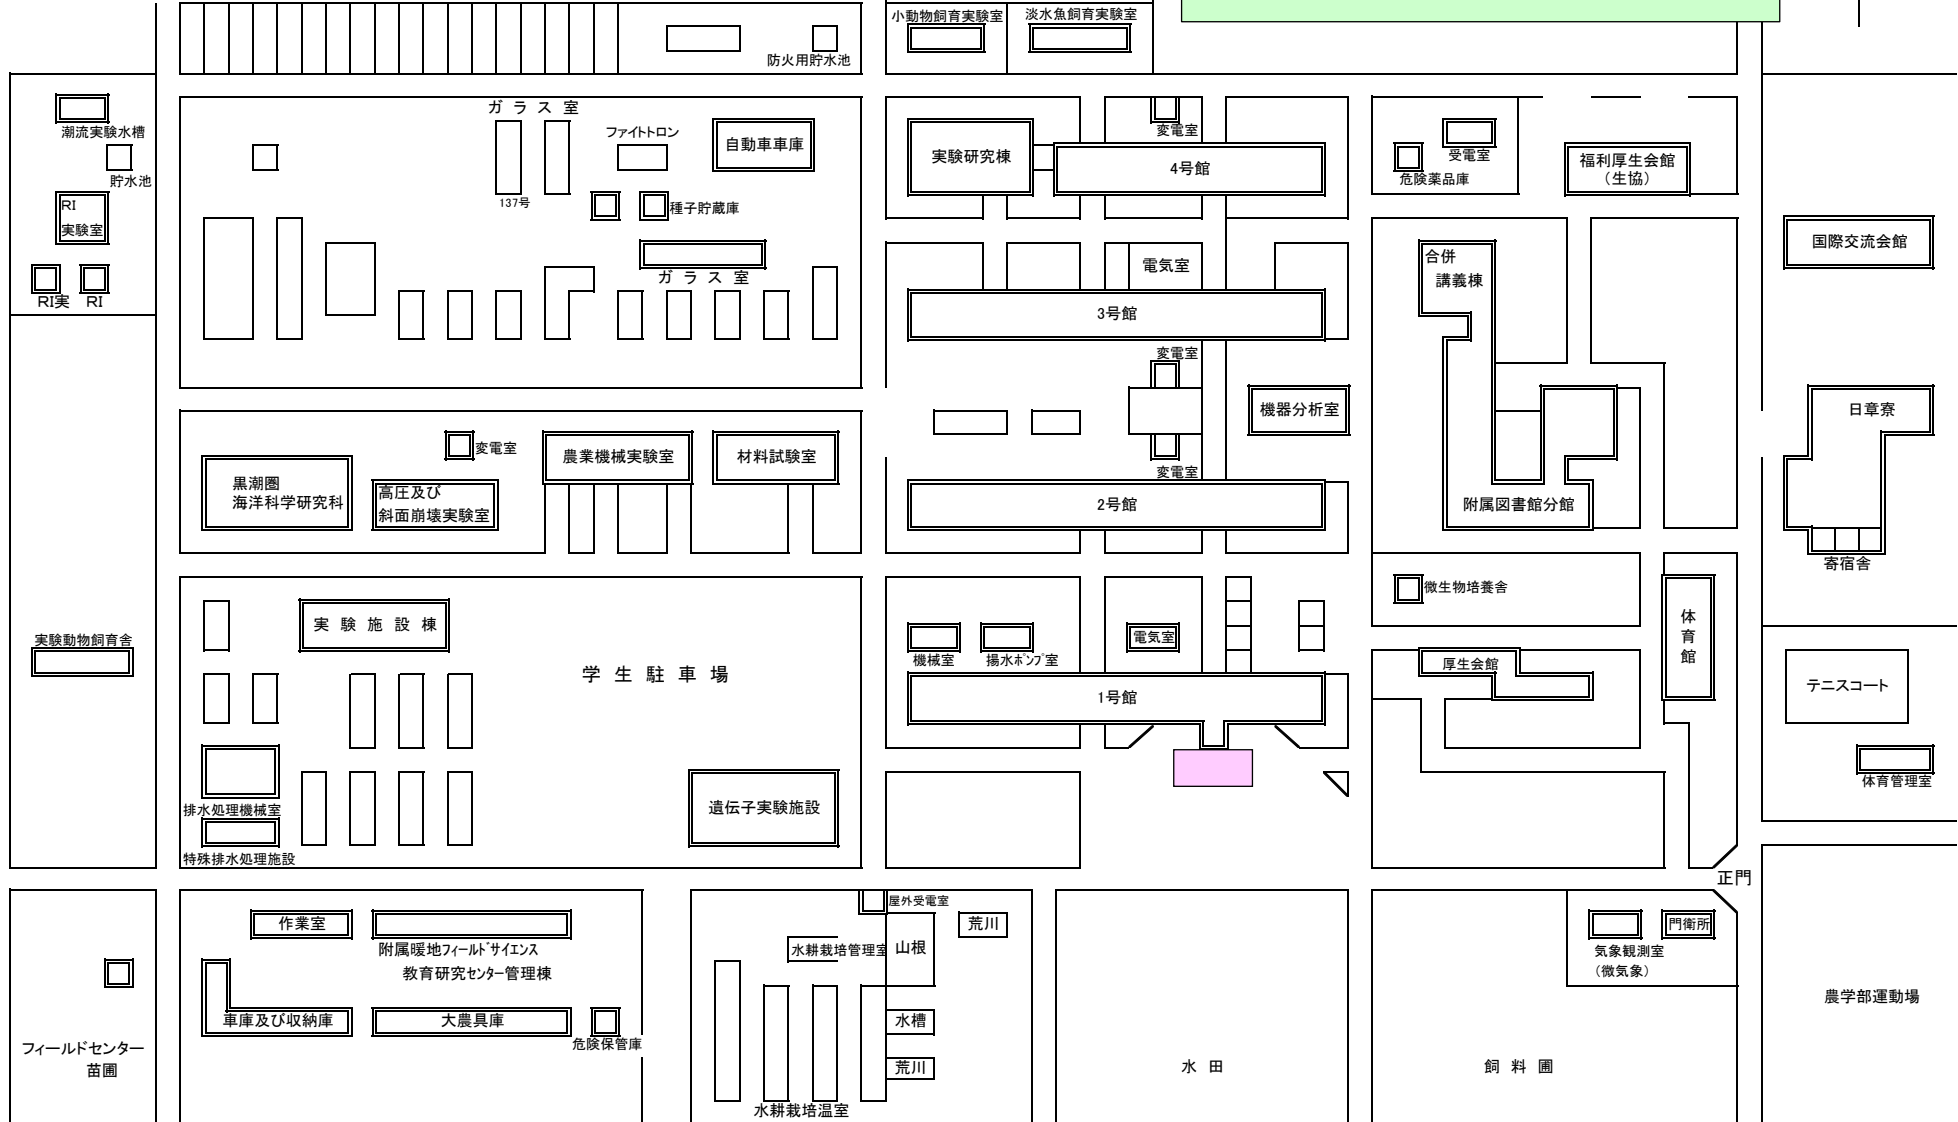 小動物飼育実験室
淡水魚飼育実験室
防火用貯水池
潮流実験水槽
貯水池
RI
実験室
RI実
RI
ガラス室
ファイトトロン
自動車車庫
137号
種子貯蔵庫
ガラス室
実験研究棟
変電室
4号館
受電室
危険薬品庫
福利厚生会館
(生協)
電気室
合併
講義棟
国際交流会館
3号館
変電室
機器分析室
日章寮
変電室
農業機械実験室
材料試験室
黒潮圏
海洋科学研究科
高圧及び
斜面崩壊実験室
変電室
2号館
附属図書館分館
寄宿舎
微生物培養舎
体育館
実験動物飼育舎
実験施設棟
学生駐車場
機械室
揚水ポンプ室
電気室
厚生会館
1号館
テニスコート
体育管理室
排水処理機械室
特殊排水処理施設
遺伝子実験施設
正門
作業室
附属暖地フィールドサイエンス
教育研究センター管理棟
屋外受電室
水耕栽培管理室
山根
荒川
気象観測室
(微気象)
門衛所
車庫及び収納庫
大農具庫
危険保管庫
水槽
荒川
水耕栽培温室
フィールドセンター
苗圃
水田
飼料圃
農学部運動場